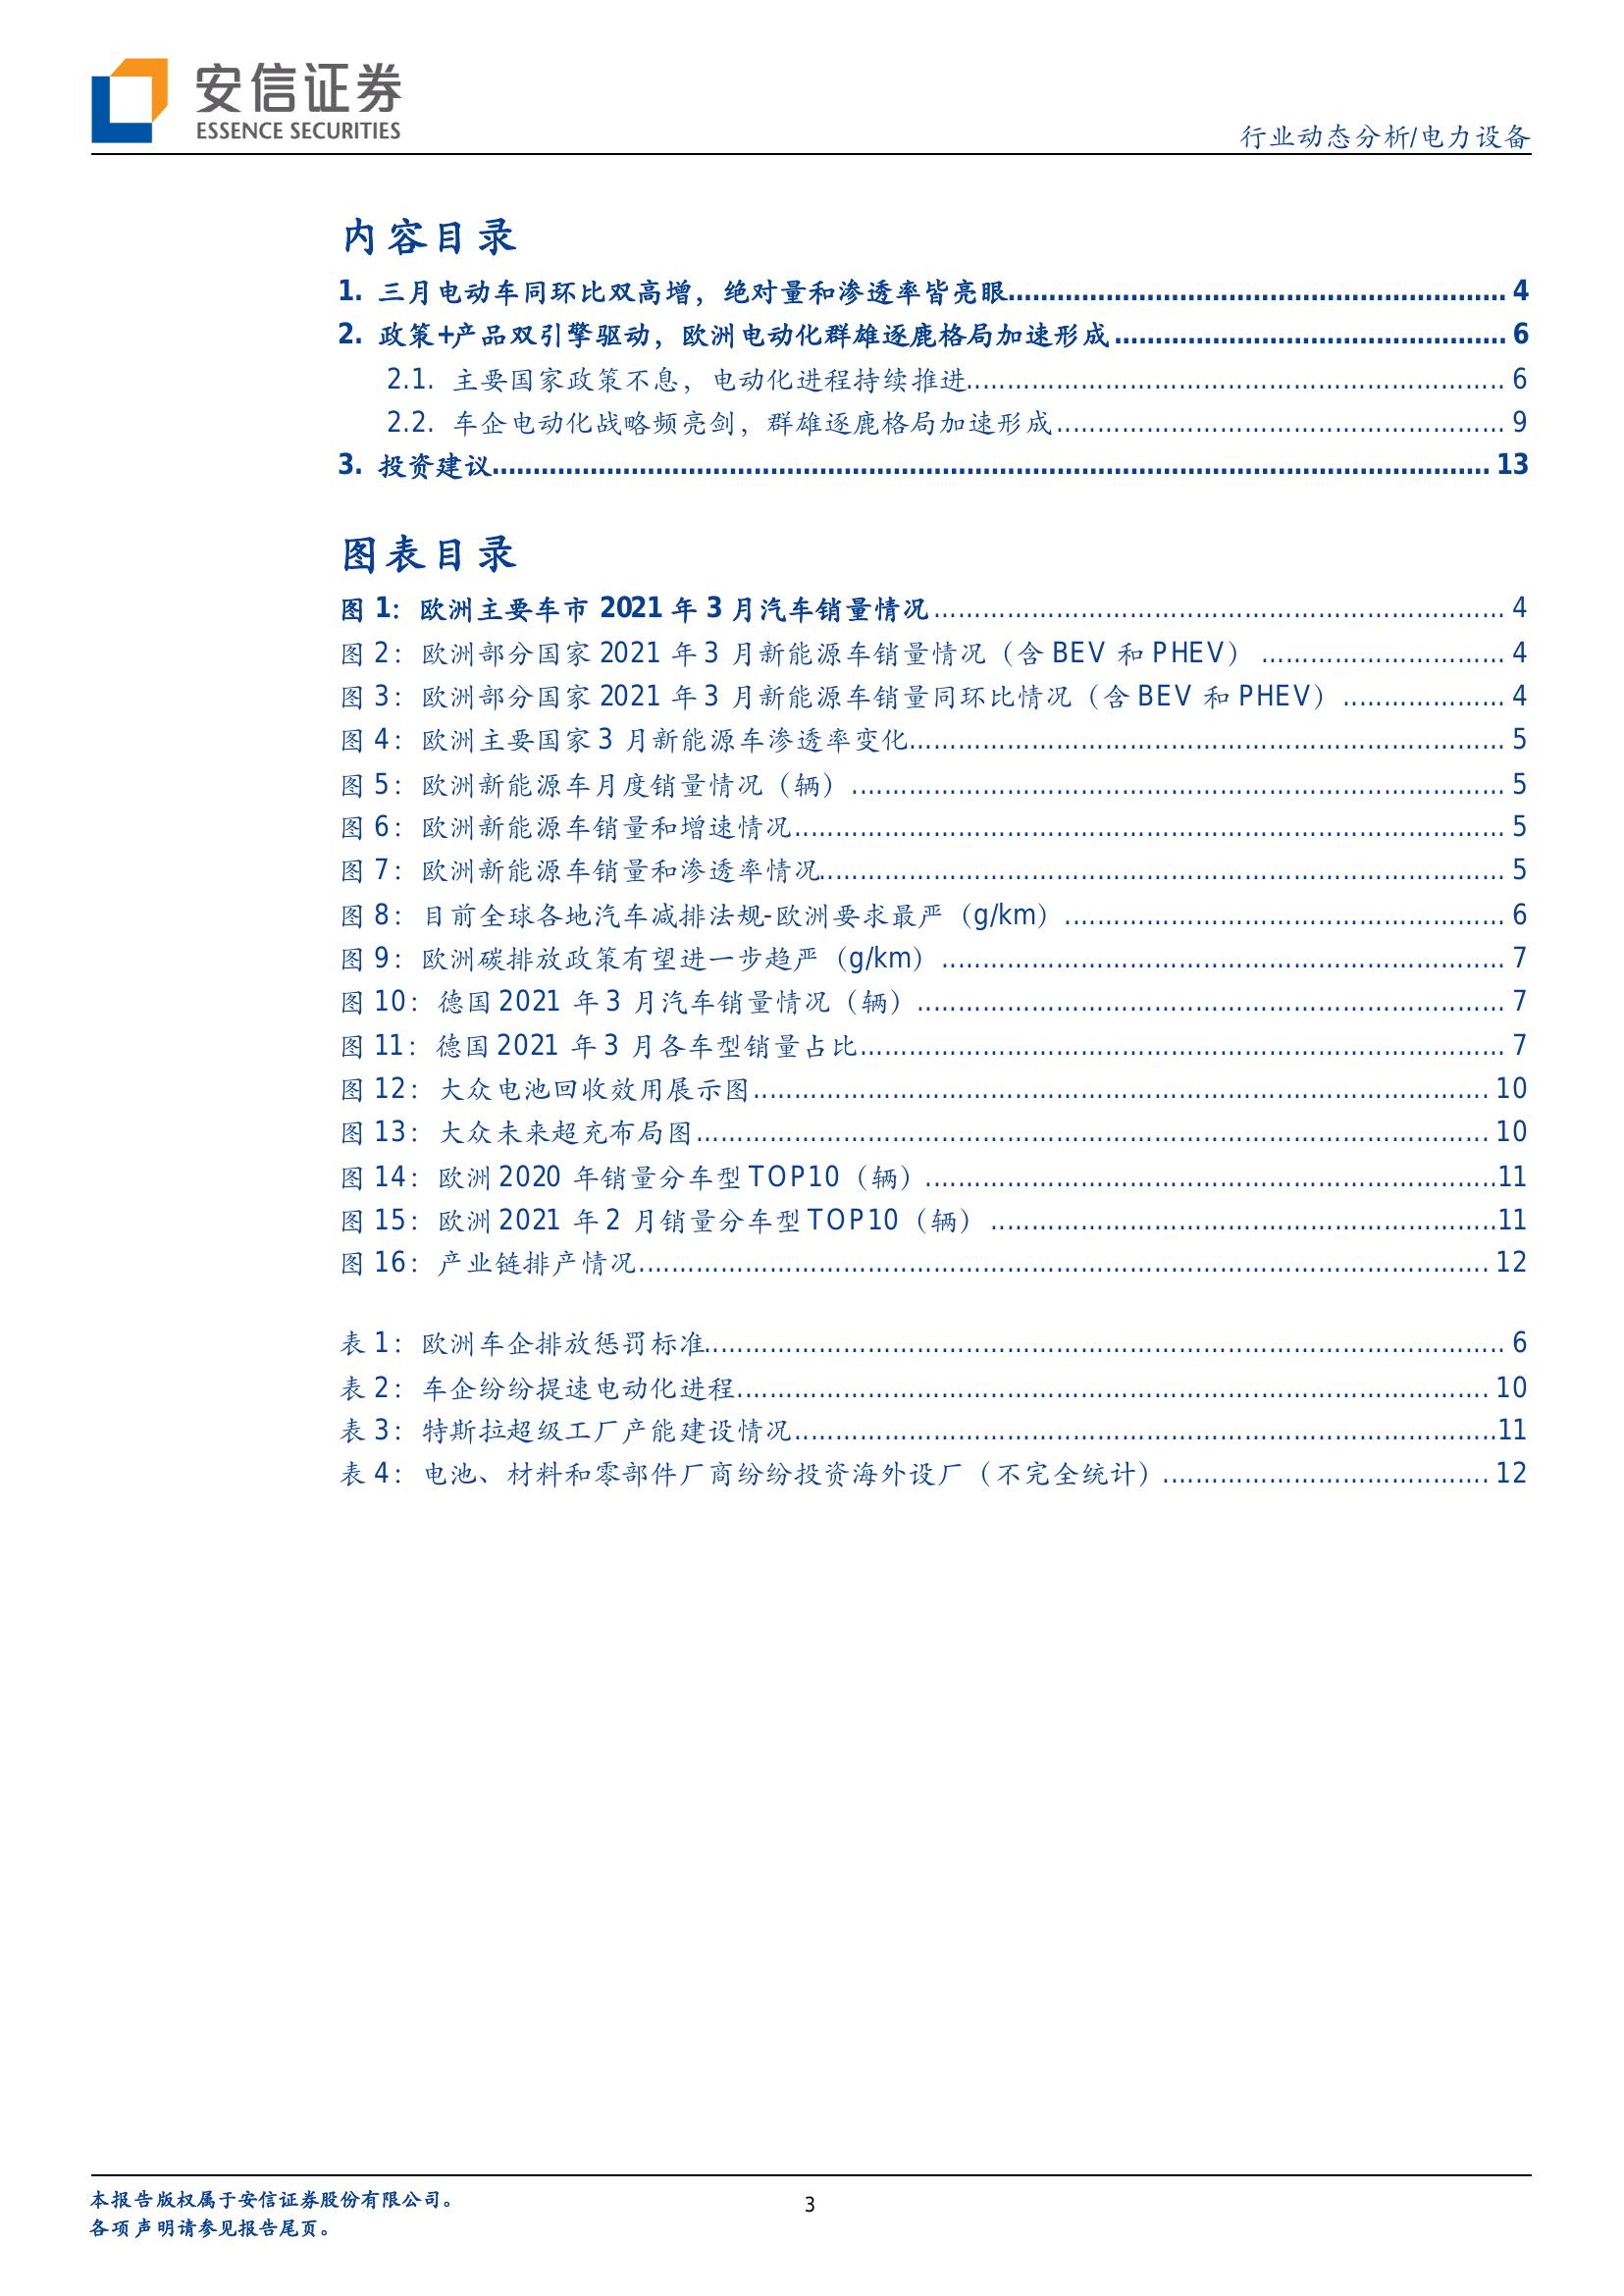 安信证券
ESSENCE SECURITIES
行业动态分析/电力设备
内容目录
1. 三月电动车同环比双高增，绝对量和渗透率皆亮眼 4
2. 政策+产品双引擎驱动，欧洲电动化群雄逐鹿格局加速形成 6
2.1. 主要国家政策不息，电动化进程持续推进 6
2.2. 车企电动化战略频亮剑，群雄逐鹿格局加速形成 9
3. 投资建议 13
图表目录
图 1：欧洲主要车市 2021 年 3 月汽车销量情况 4
图 2：欧洲部分国家 2021 年 3 月新能源车销量情况（含 BEV 和 PHEV） 4
图 3：欧洲部分国家 2021 年 3 月新能源车销量同环比情况（含 BEV 和 PHEV） 4
图 4：欧洲主要国家 3 月新能源车渗透率变化 5
图 5：欧洲新能源车月度销量情况（辆） 5
图 6：欧洲新能源车销量和增速情况 5
图 7：欧洲新能源车销量和渗透率情况 5
图 8：目前全球各地汽车减排法规-欧洲要求最严（g/km） 6
图 9：欧洲碳排放政策有望进一步趋严（g/km） 7
图 10：德国 2021 年 3 月汽车销量情况（辆） 7
图 11：德国 2021 年 3 月各车型销量占比 7
图 12：大众电池回收效用展示图 10
图 13：大众未来超充布局图 10
图 14：欧洲 2020 年销量分车型 TOP10（辆） 11
图 15：欧洲 2021 年 2 月销量分车型 TOP10（辆） 11
图 16：产业链排产情况 12
表 1：欧洲车企排放惩罚标准 6
表 2：车企纷纷提速电动化进程 10
表 3：特斯拉超级工厂产能建设情况 11
表 4：电池、材料和零部件厂商纷纷投资海外设厂（不完全统计） 12
本报告版权属于安信证券股份有限公司。
各项声明请参见报告尾页。
3